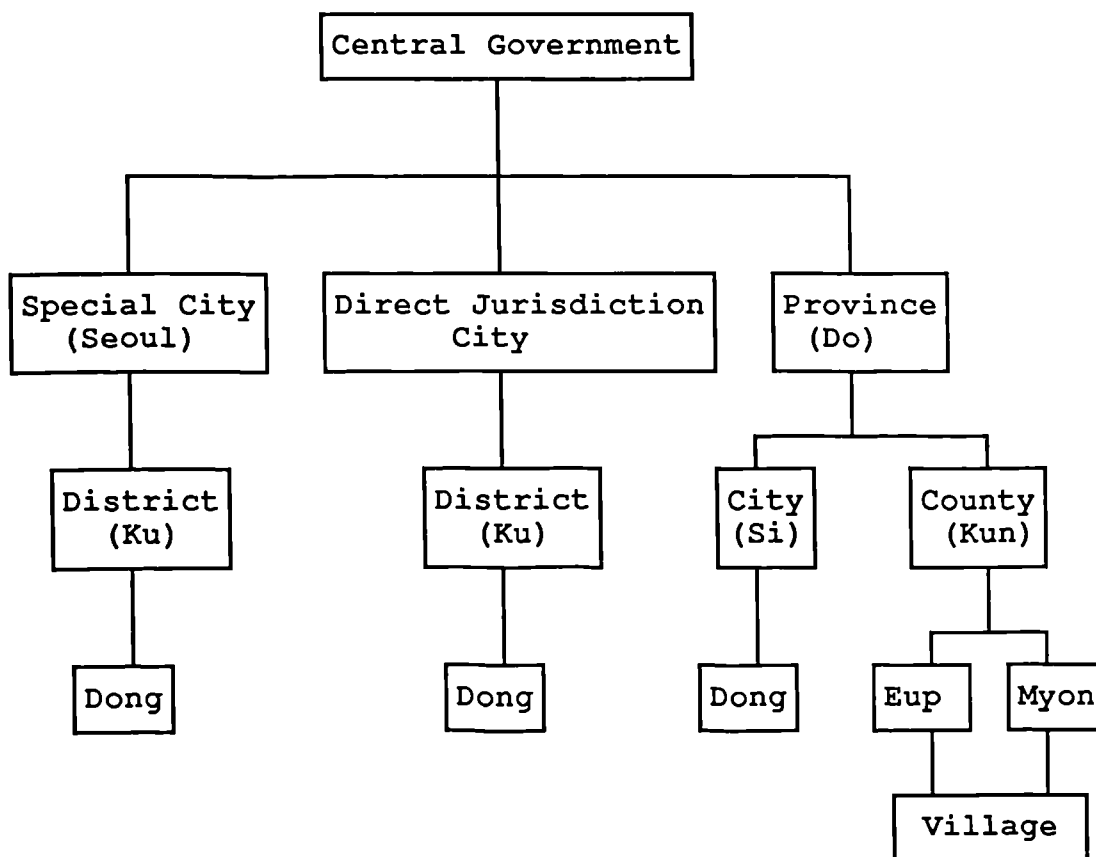 Central Government
Special City
(Seoul)
Direct Jurisdiction
City
Province
(Do)
District
(Ku)
District
(Ku)
City
(Si)
County
(Kun)
Dong
Dong
Dong
Eup
Myon
Village